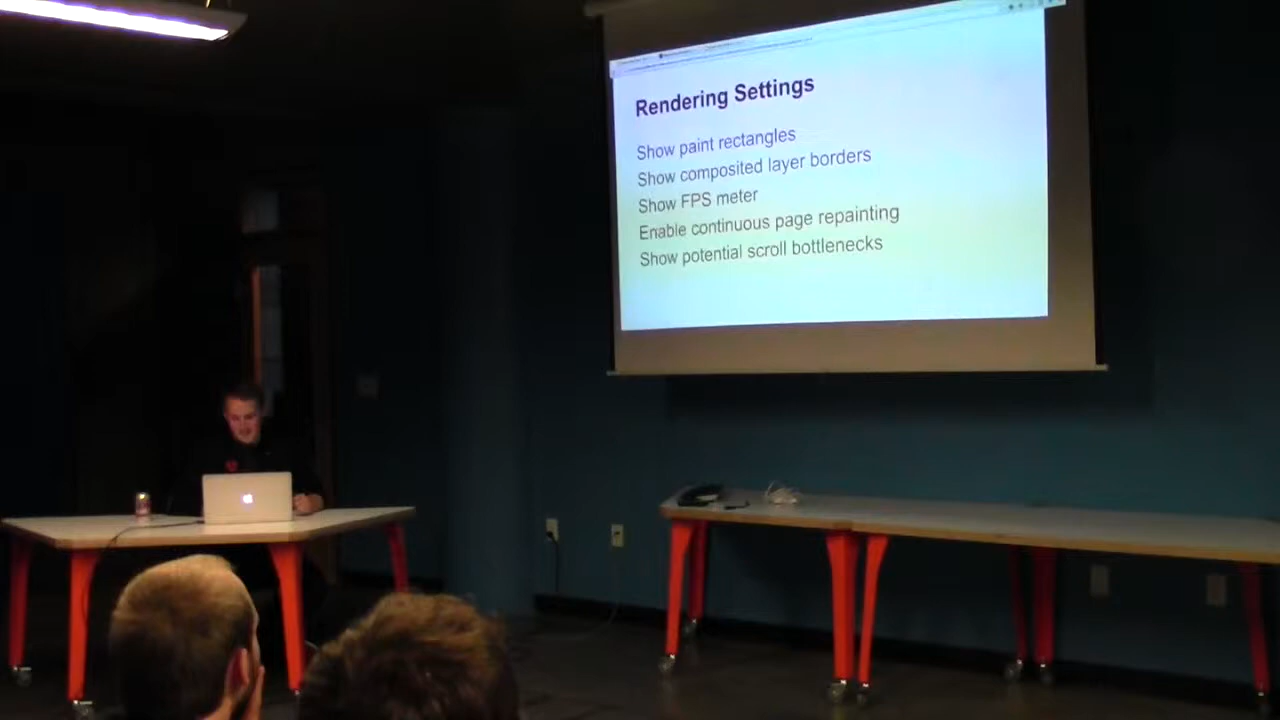 Rendering Settings
Show paint rectangles
Show composited layer borders
Show FPS meter
Enable continuous page repainting
Show potential scroll bottlenecks